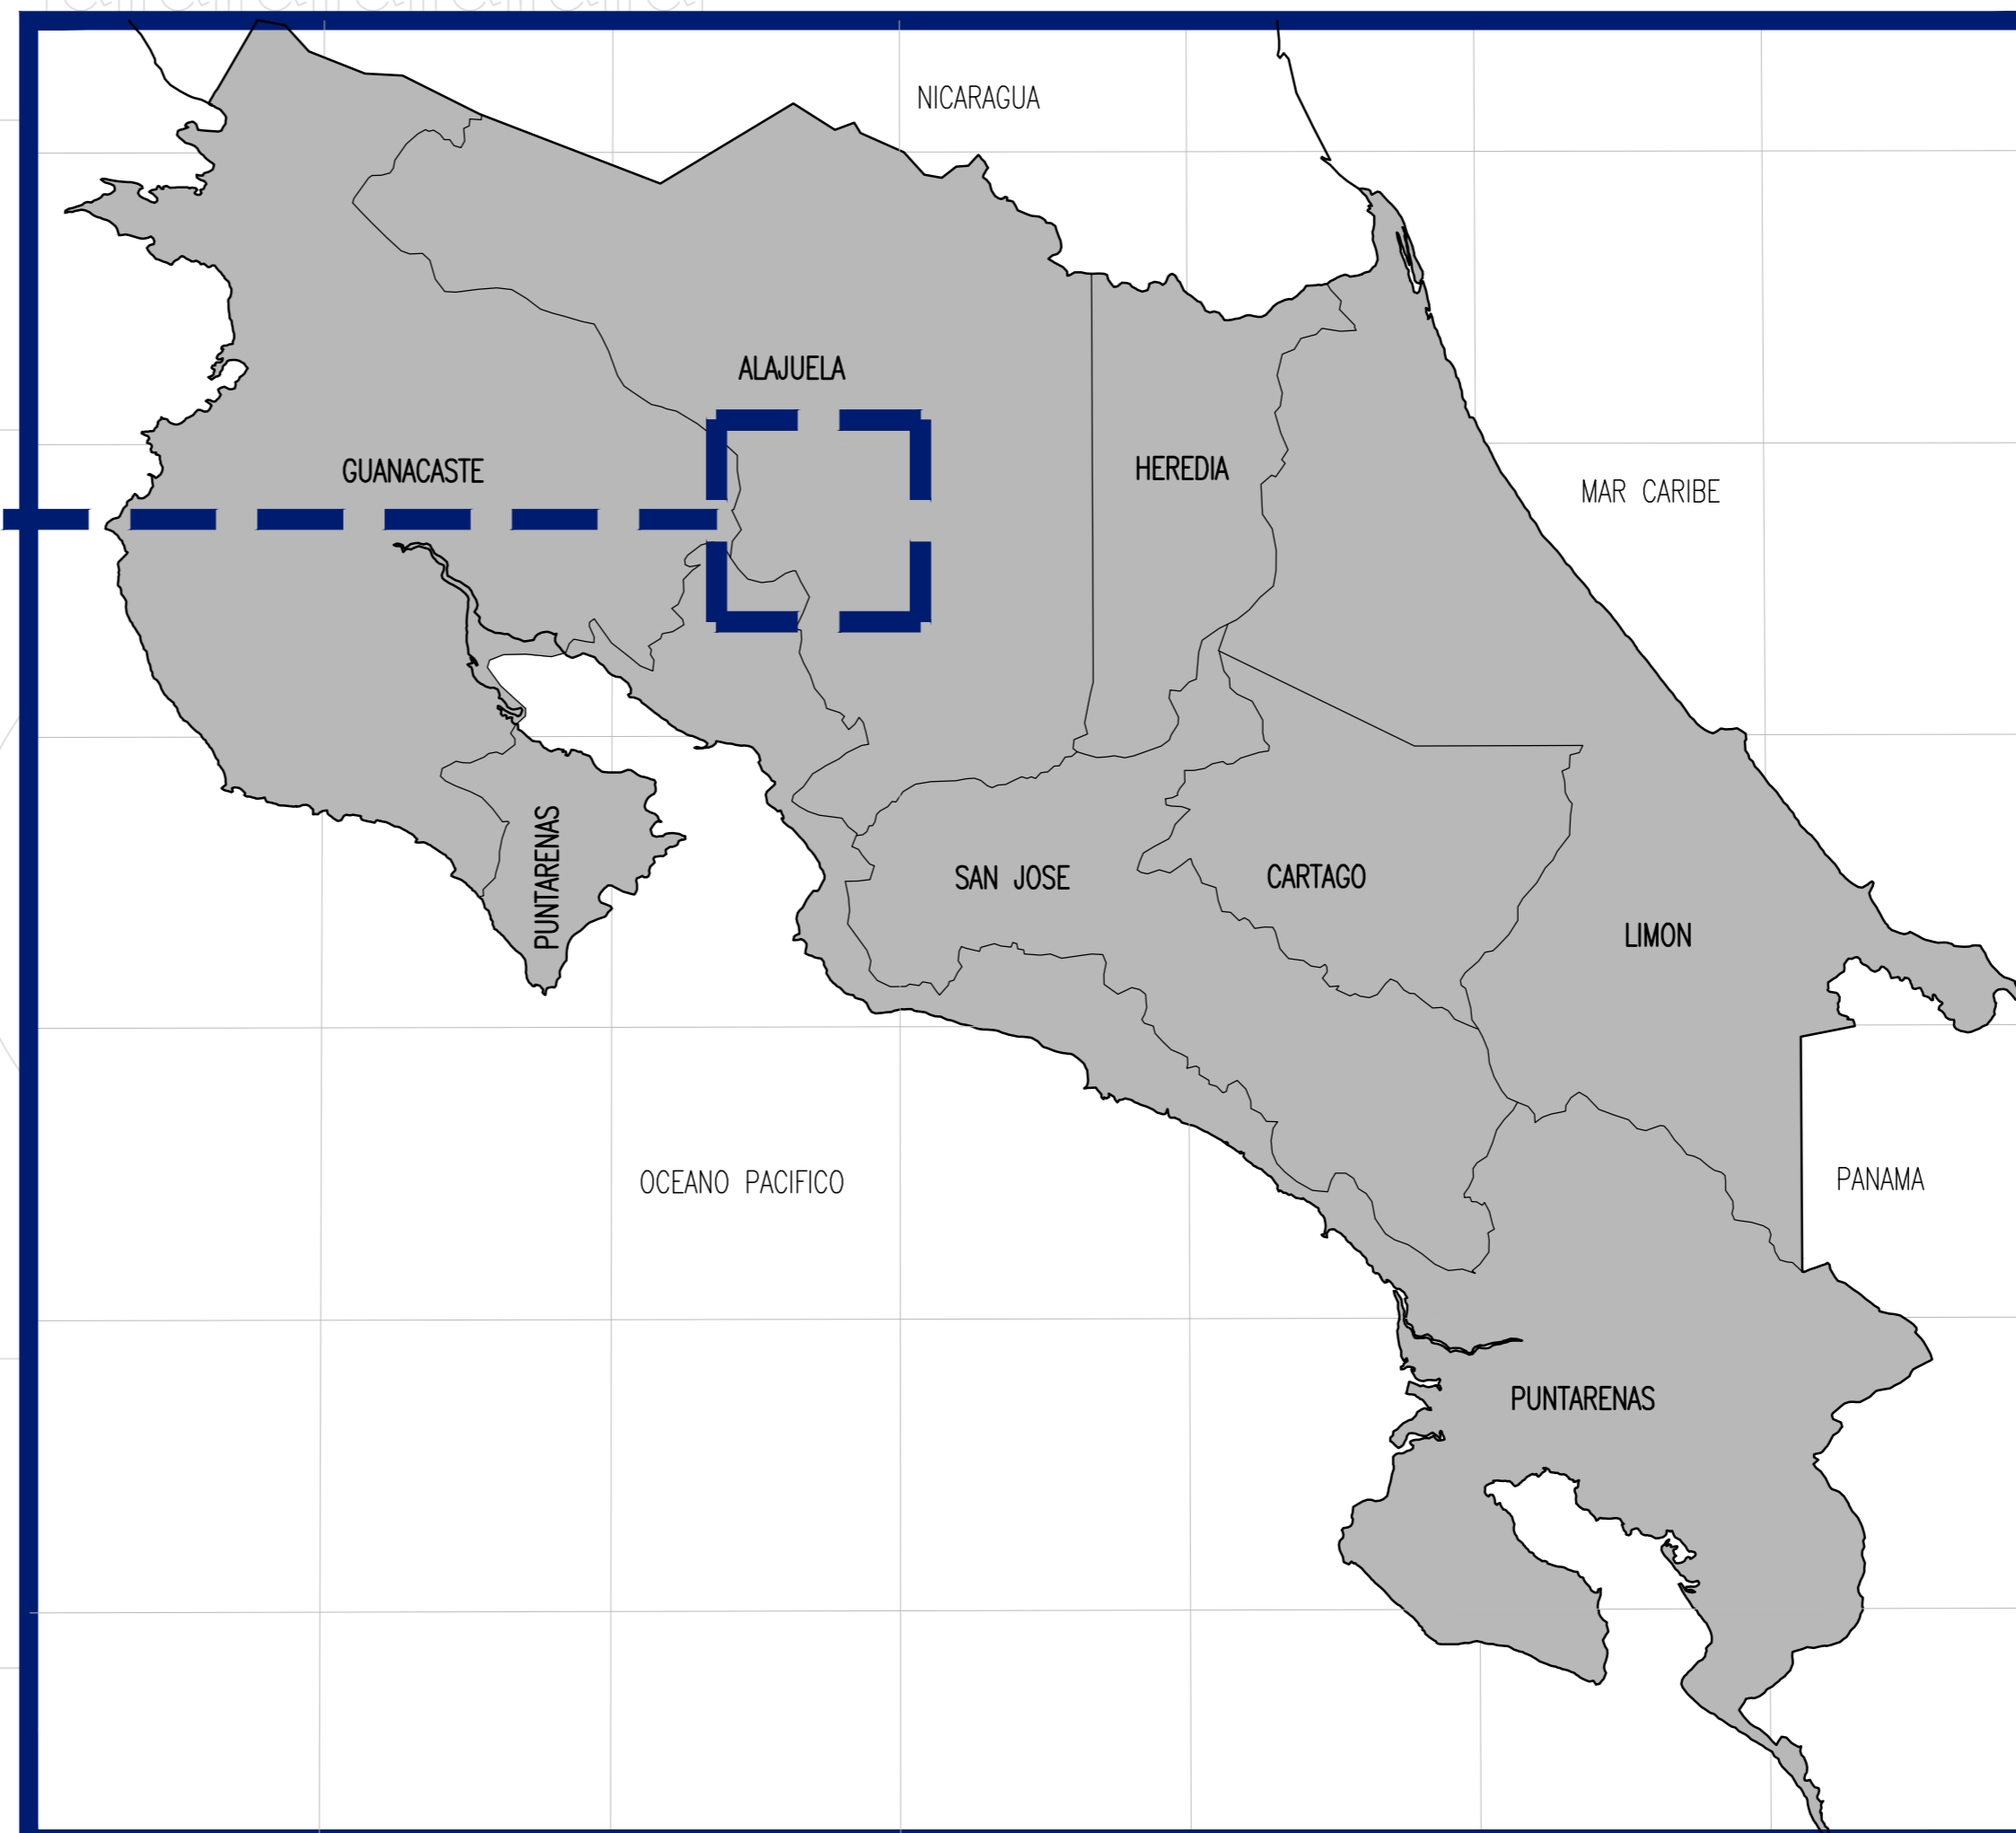 NICARAGUA
ALAJUELA
GUANACASTE
HEREDIA
MAR CARIBE
PUNTARENAS
SAN JOSE
CARTAGO
LIMON
OCEANO PACIFICO
PANAMA
PUNTARENAS